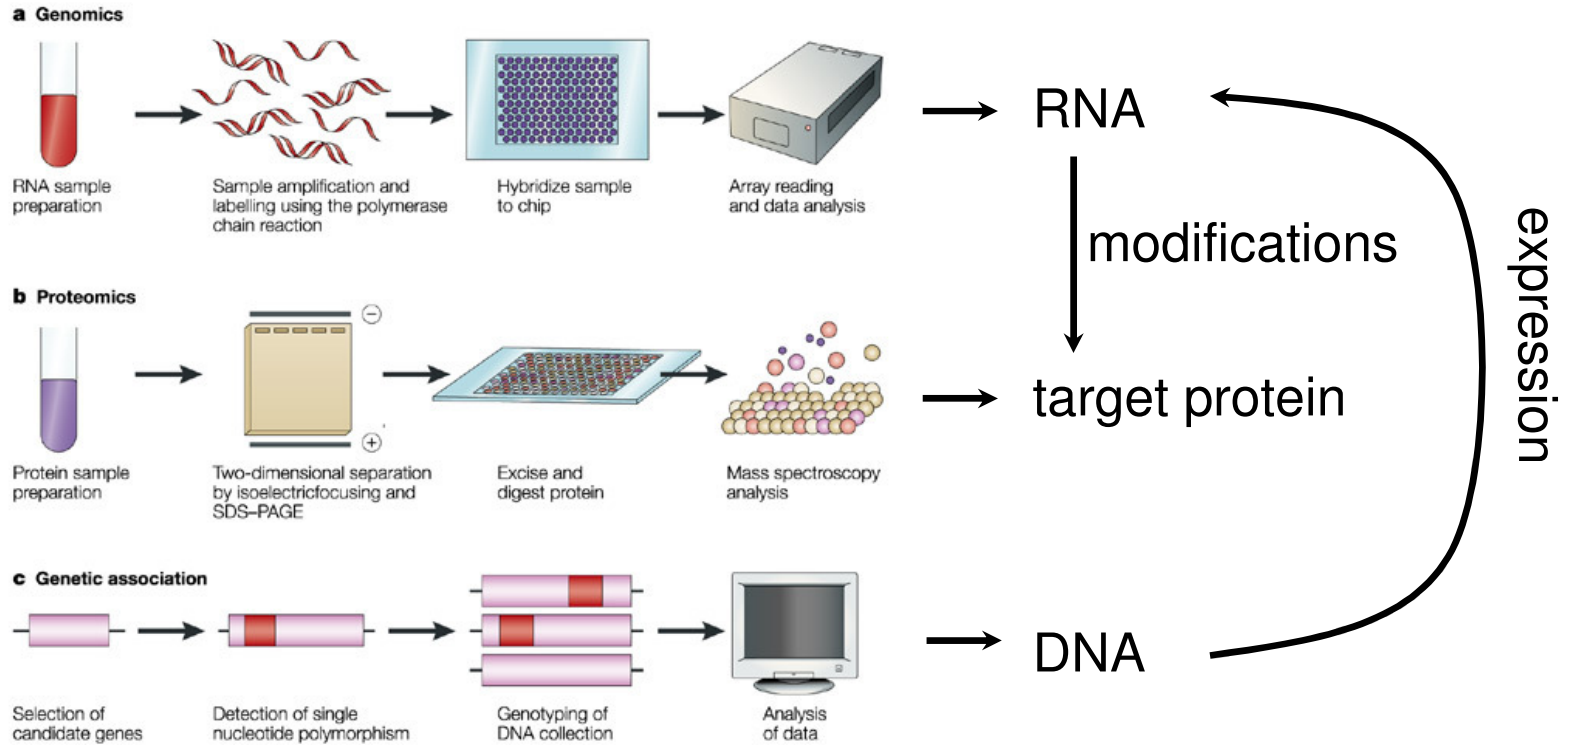 a Genomics
RNA sample
preparation
Sample amplification and
labelling using the polymerase
chain reaction
Hybridize sample
to chip
Array reading
and data analysis
RNA
modifications
expression
b Proteomics
−
+
Protein sample
preparation
Two-dimensional separation
by isoelectricfocusing and
SDS–PAGE
Excise and
digest protein
Mass spectroscopy
analysis
target protein
c Genetic association
Selection of
candidate genes
Detection of single
nucleotide polymorphism
Genotyping of
DNA collection
Analysis
of data
DNA